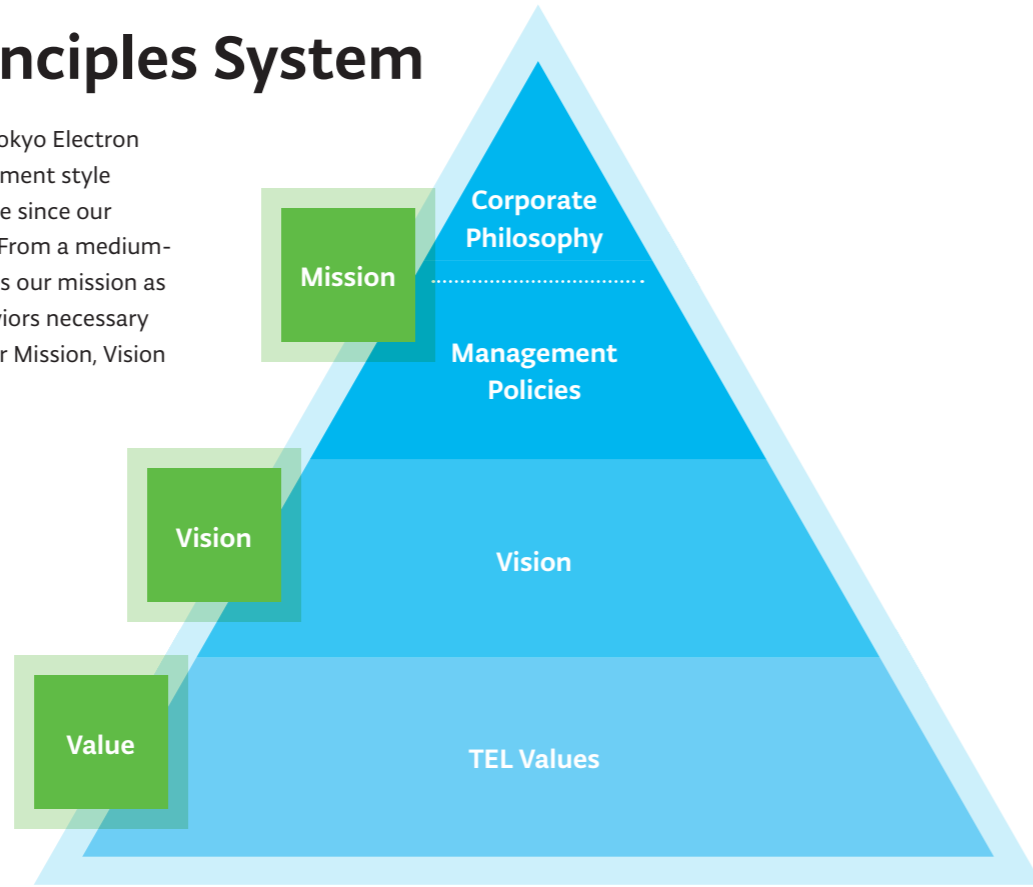 nciples System
okyo Electron
ment style
e since our
From a medium-
s our mission as
viors necessary
r Mission, Vision
Corporate
Philosophy
Mission
Management
Policies
Vision
Vision
Value
TEL Values